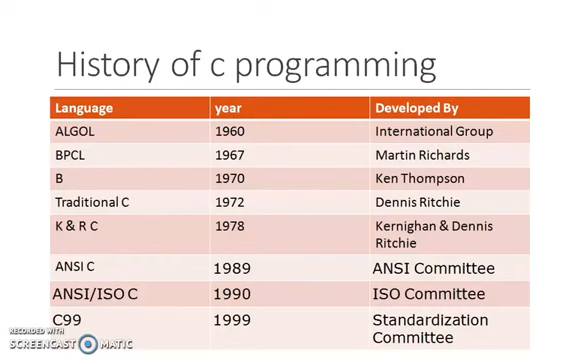 History of c programming
Language year Developed By
ALGOL 1960 International Group
BPCL 1967 Martin Richards
B 1970 Ken Thompson
Traditional C 1972 Dennis Ritchie
K & R C 1978 Kernighan & Dennis
Ritchie
ANSI C 1989 ANSI Committee
ANSI/ISO C 1990 ISO Committee
C99 1999 Standardization
Committee
RECORDED WITH
SCREENCAST MATIC